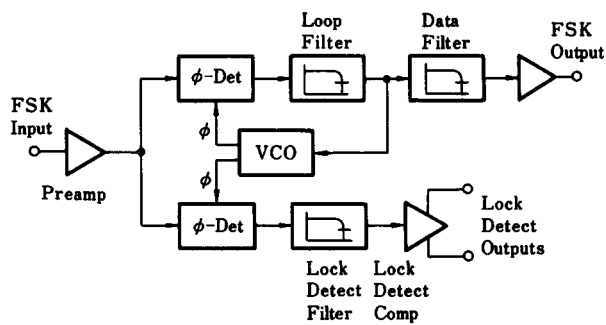 Loop
Filter
Data
Filter
FSK
Output
φ-Det
FSK
Input
φ
VCO
Preamp
φ
φ-Det
Lock
Detect
Outputs
Lock
Detect
Filter
Lock
Detect
Comp